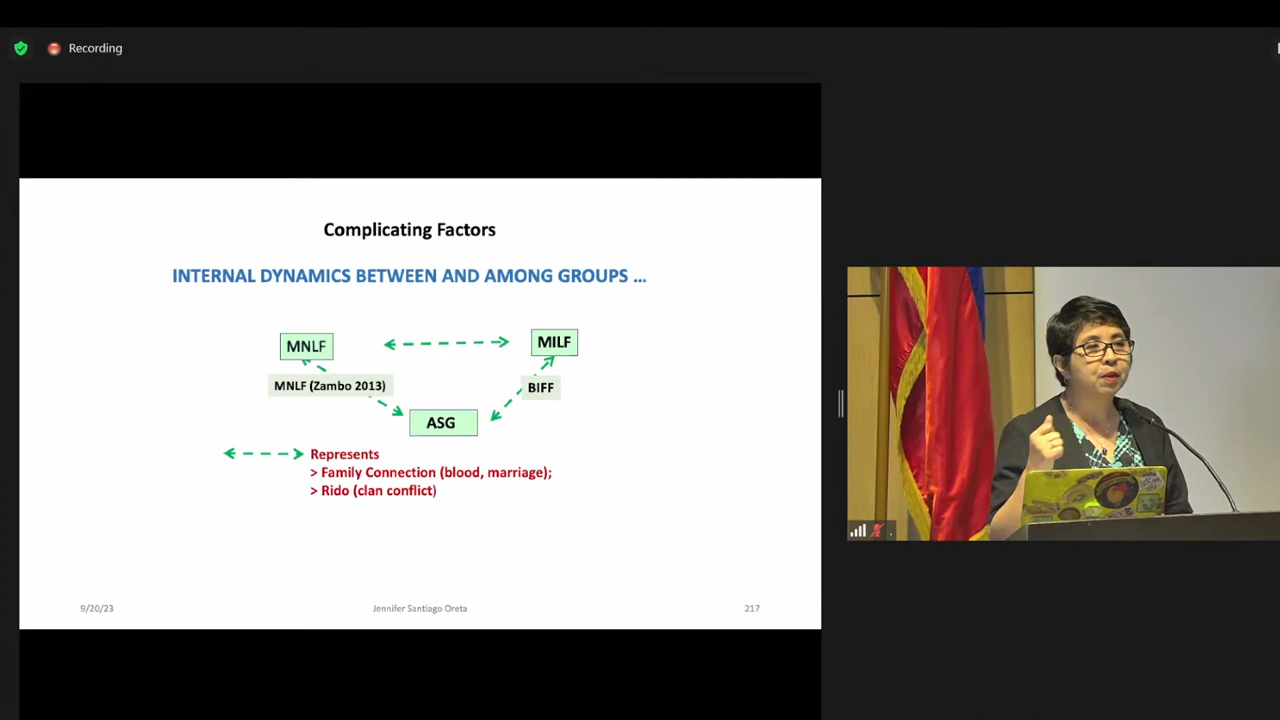 Recording
Complicating Factors
INTERNAL DYNAMICS BETWEEN AND AMONG GROUPS ...
MNLF
MILF
MNLF (Zambo 2013)
BIFF
ASG
Represents
> Family Connection (blood, marriage);
> Rido (clan conflict)
9/20/23
Jennifer Santiago Oreta
217